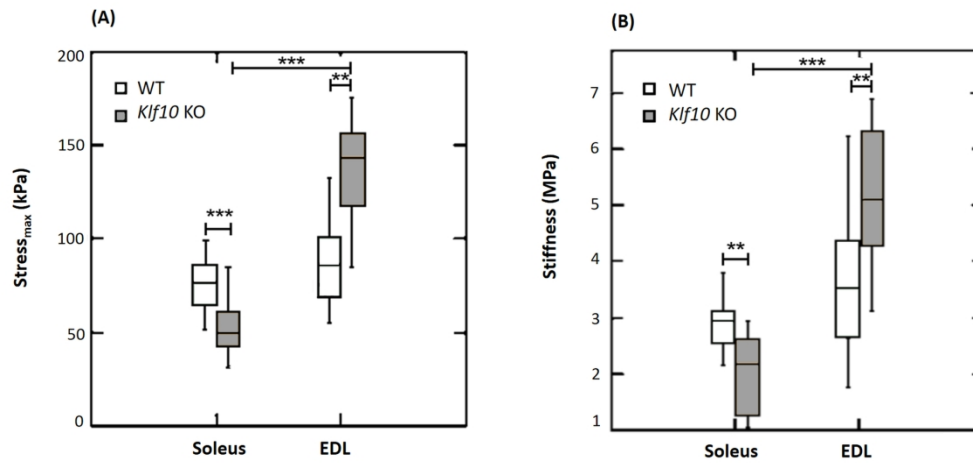 (A)
200
150
100
50
0
Stress_max (kPa)
WT
Klf10 KO
***
**
***
Soleus
EDL
(B)
7
6
5
4
3
2
1
Stiffness (MPa)
WT
Klf10 KO
***
**
**
Soleus
EDL